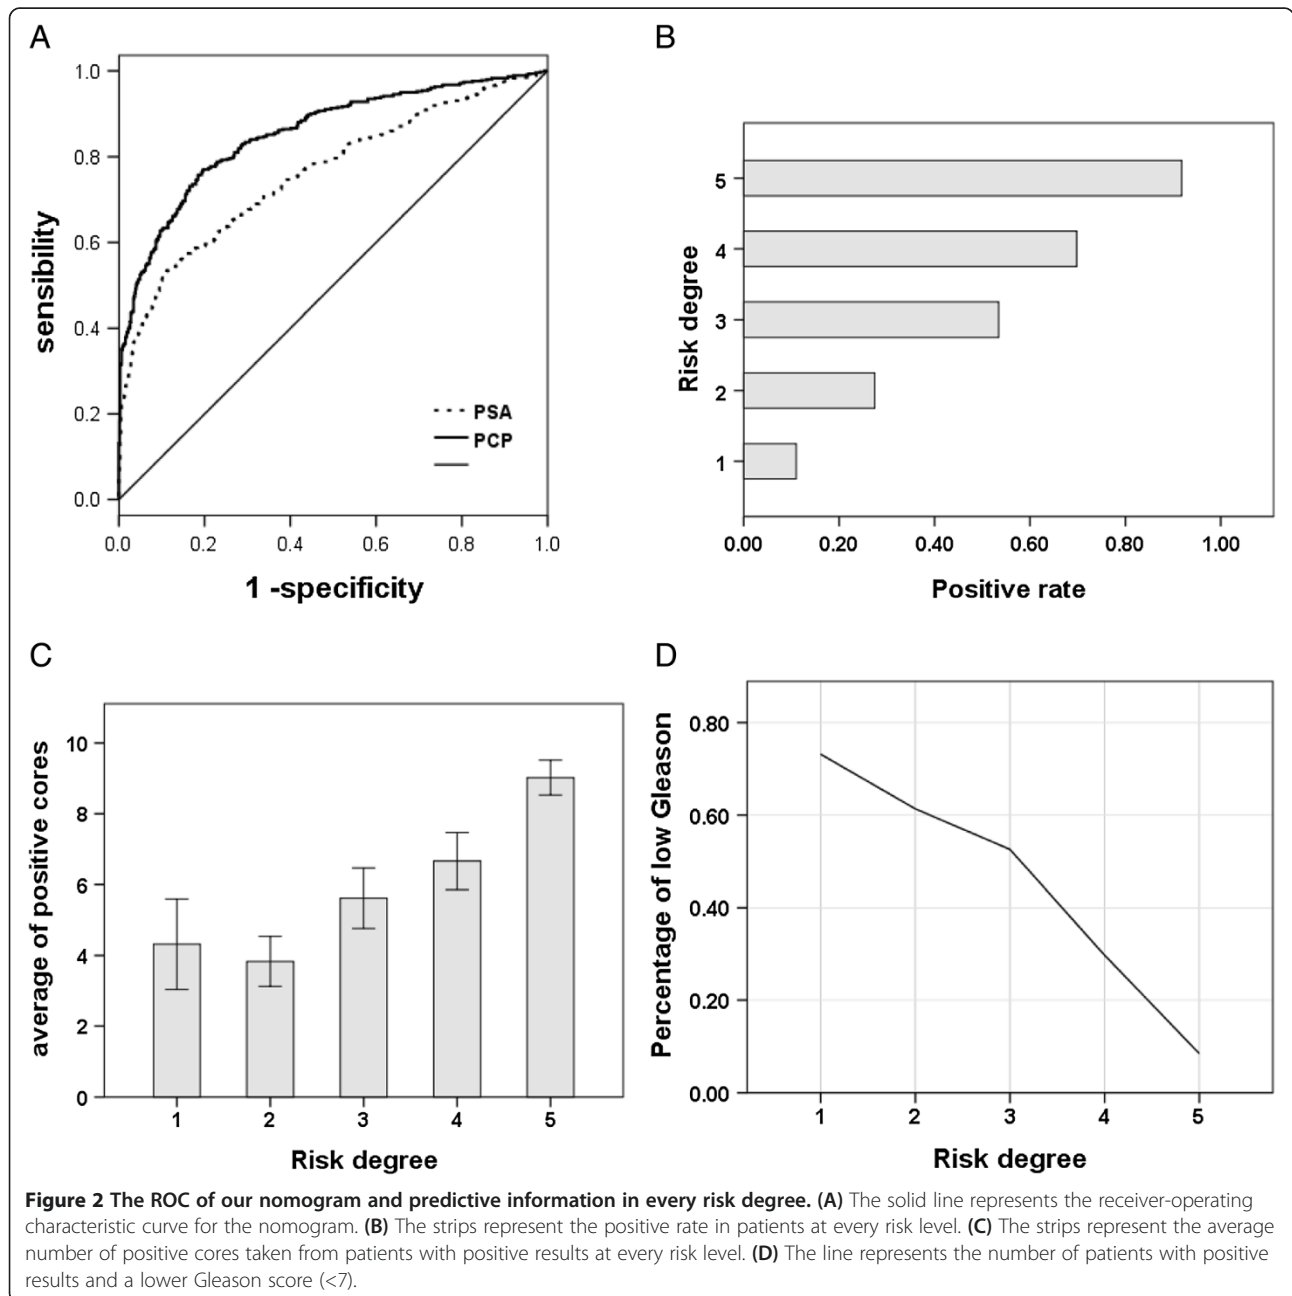 A
1.0
0.8
0.6
0.4
0.2
0.0
sensibility
PSA
PCP
0.0 0.2 0.4 0.6 0.8 1.0
1 -specificity
B
5
4
3
2
1
Risk degree
0.00 0.20 0.40 0.60 0.80 1.00
Positive rate
C
10
8
6
4
2
0
average of positive cores
1 2 3 4 5
Risk degree
D
0.80
0.60
0.40
0.20
0.00
Percentage of low Gleason
1 2 3 4 5
Risk degree
Figure 2 The ROC of our nomogram and predictive information in every risk degree. (A) The solid line represents the receiver-operating
characteristic curve for the nomogram. (B) The strips represent the positive rate in patients at every risk level. (C) The strips represent the average
number of positive cores taken from patients with positive results at every risk level. (D) The line represents the number of patients with positive
results and a lower Gleason score (<7).